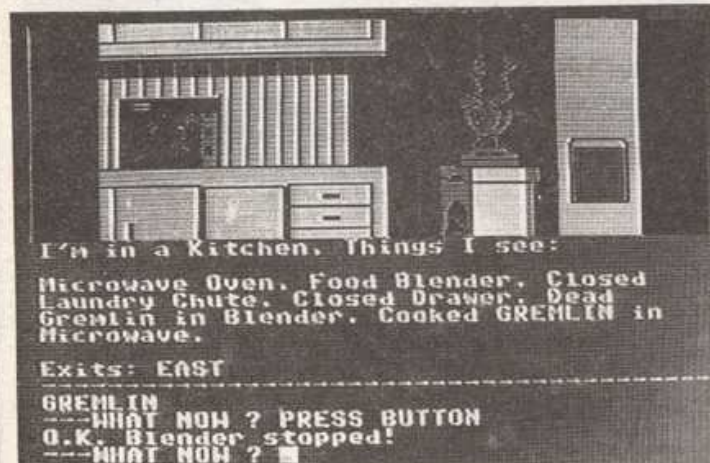 I'm in a Kitchen. Things I see:
Microwave Oven. Food Blender. Closed
Laundry Chute. Closed Drawer. Dead
Gremlin in Blender. Cooked GREMLIN in
Microwave.
Exits: EAST
GREMLIN
---WHAT NOW ? PRESS BUTTON
O.K. Blender stopped!
---WHAT NOW ?